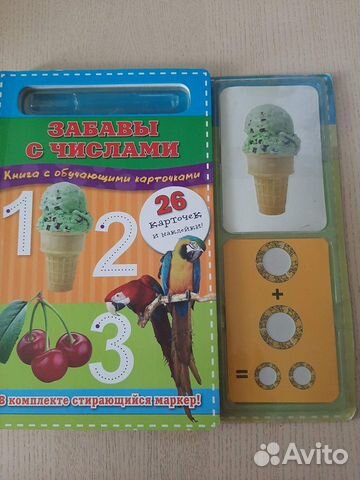 ЗАБАВЫ
С ЧИСЛАМИ
Книга с обучающими карточками
1
2
3
26
карточек
и наклейки!
В комплекте стирающийся маркер!
+
=
Avito